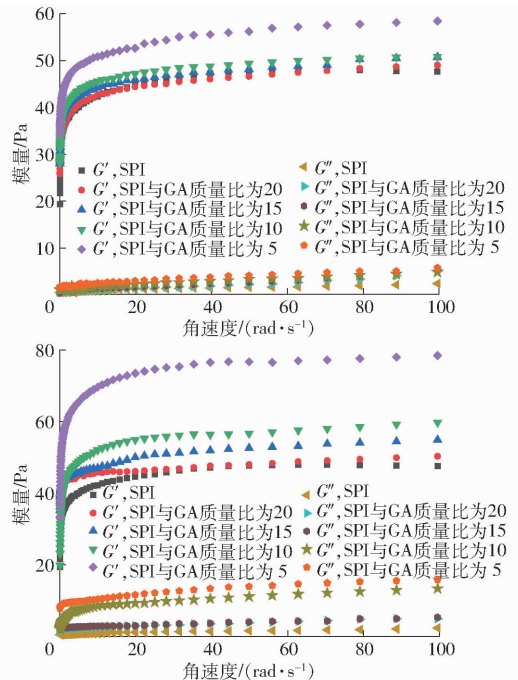 60
50
40
30
20
10
模量/Pa
G′,SPI
G′,SPI与GA质量比为20
G′,SPI与GA质量比为15
G′,SPI与GA质量比为10
G′,SPI与GA质量比为 5
G″,SPI
G″,SPI与GA质量比为20
G″,SPI与GA质量比为15
G″,SPI与GA质量比为10
G″,SPI与GA质量比为 5
0 20 40 60 80 100
角速度/(rad·s⁻¹)
80
60
40
20
模量/Pa
G′,SPI
G′,SPI与GA质量比为20
G′,SPI与GA质量比为15
G′,SPI与GA质量比为10
G′,SPI与GA质量比为 5
G″,SPI
G″,SPI与GA质量比为20
G″,SPI与GA质量比为15
G″,SPI与GA质量比为10
G″,SPI与GA质量比为 5
0 20 40 60 80 100
角速度/(rad·s⁻¹)